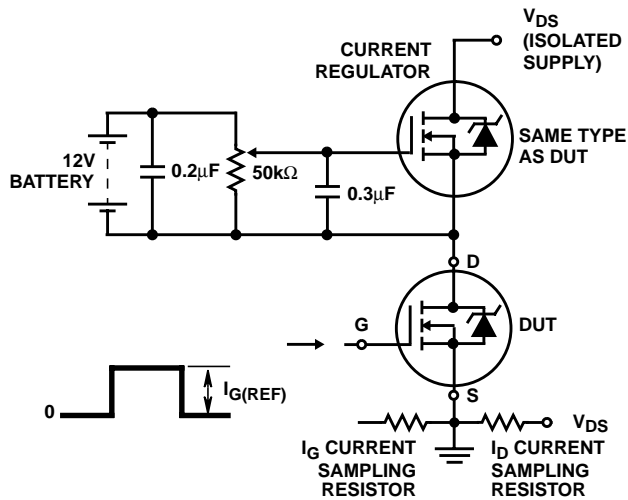 V_DS
(ISOLATED
SUPPLY)
CURRENT
REGULATOR
SAME TYPE
AS DUT
12V
BATTERY
0.2μF
50kΩ
0.3μF
D
G
DUT
I_G(REF)
0
S
V_DS
I_G CURRENT
SAMPLING
RESISTOR
I_D CURRENT
SAMPLING
RESISTOR